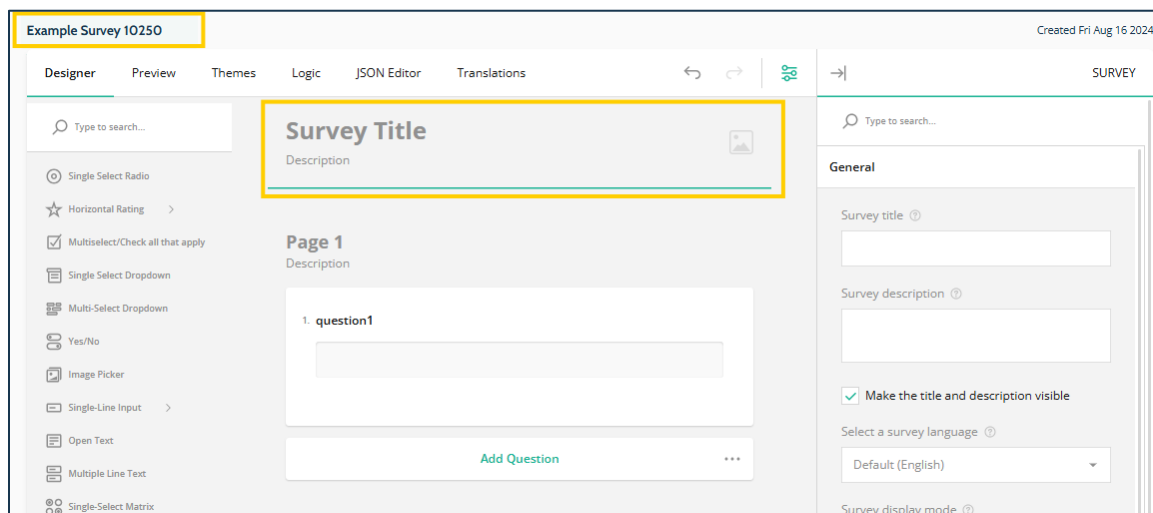 Example Survey 10250
Created Fri Aug 16 2024
Designer Preview Themes Logic JSON Editor Translations
SURVEY
Type to search...
Single Select Radio
Horizontal Rating
Multiselect/Check all that apply
Single Select Dropdown
Multi-Select Dropdown
Yes/No
Image Picker
Single-Line Input
Open Text
Multiple Line Text
Single-Select Matrix
Survey Title
Description
Page 1
Description
1. question1
Add Question
Type to search...
General
Survey title
Survey description
Make the title and description visible
Select a survey language
Default (English)
Survey display mode